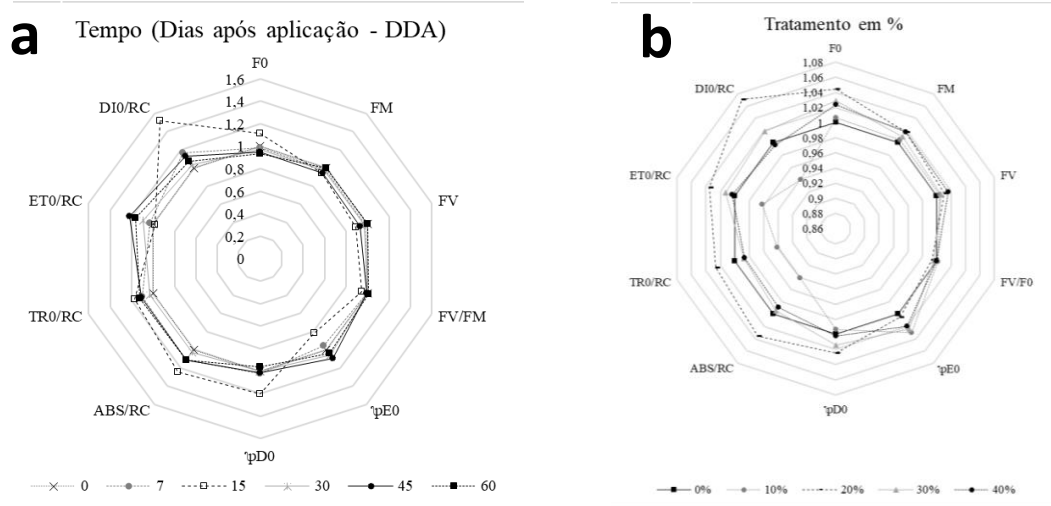 a
Tempo (Dias após aplicação - DDA)
F0
FM
FV
FV/FM
pE0
pD0
ABS/RC
TR0/RC
ET0/RC
DI0/RC
1,6
1,4
1,2
1
0,8
0,6
0,4
0,2
0
0 7 15 30 45 60
b
Tratamento em %
F0
FM
FV
FV/F0
pE0
pD0
ABS/RC
TR0/RC
ET0/RC
DI0/RC
1,08
1,06
1,04
1,02
1
0,98
0,96
0,94
0,92
0,9
0,88
0,86
0% 10% 20% 30% 40%